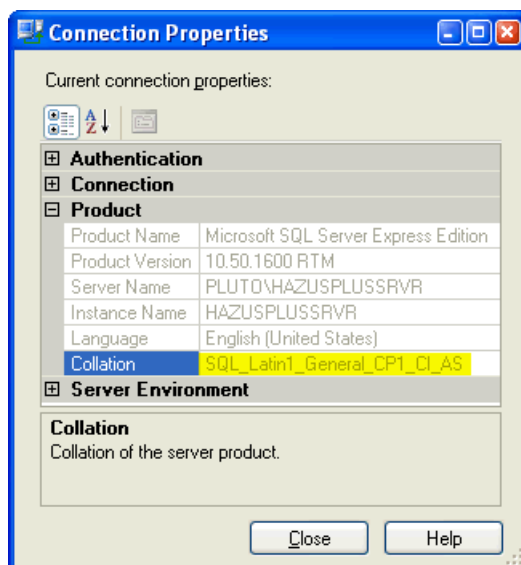 Connection Properties
Current connection properties:
Authentication
Connection
Product
Product Name Microsoft SQL Server Express Edition
Product Version 10.50.1600 RTM
Server Name PLUTO\HAZUSPLUSSRVR
Instance Name HAZUSPLUSSRVR
Language English (United States)
Collation SQL_Latin1_General_CP1_CI_AS
Server Environment
Collation
Collation of the server product.
Close Help